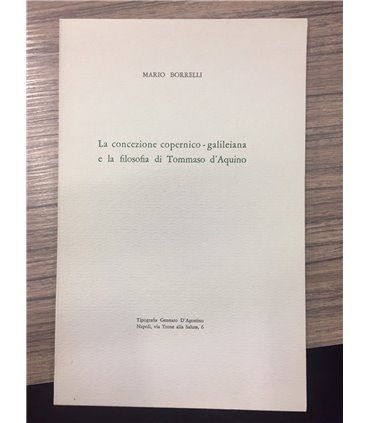 MARIO BORRELLI
La concezione copernico-galileiana
e la filosofia di Tommaso d'Aquino
Tipografia Gennaro D'Agostino
Napoli, via Trone alla Salute, 6